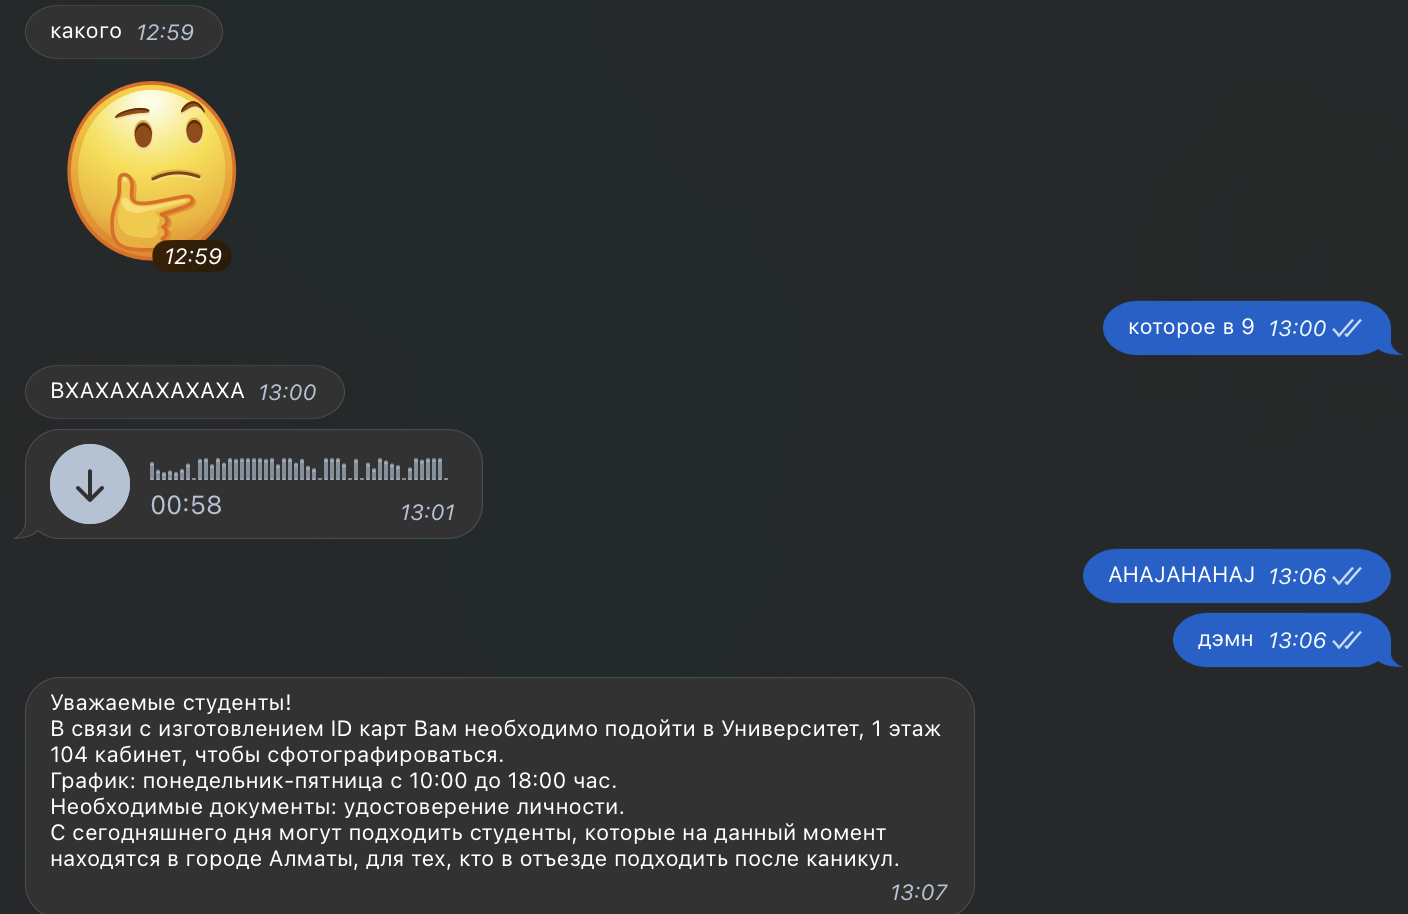 какого 12:59
12:59
которое в 9 13:00
ВХАХАХАХАХАХА 13:00
00:58
13:01
AHAJAHAHAJ 13:06
дэмн 13:06
Уважаемые студенты!
В связи с изготовлением ID карт Вам необходимо подойти в Университет, 1 этаж
104 кабинет, чтобы сфотографироваться.
График: понедельник-пятница с 10:00 до 18:00 час.
Необходимые документы: удостоверение личности.
С сегодняшнего дня могут подходить студенты, которые на данный момент
находятся в городе Алматы, для тех, кто в отъезде подходить после каникул.
13:07